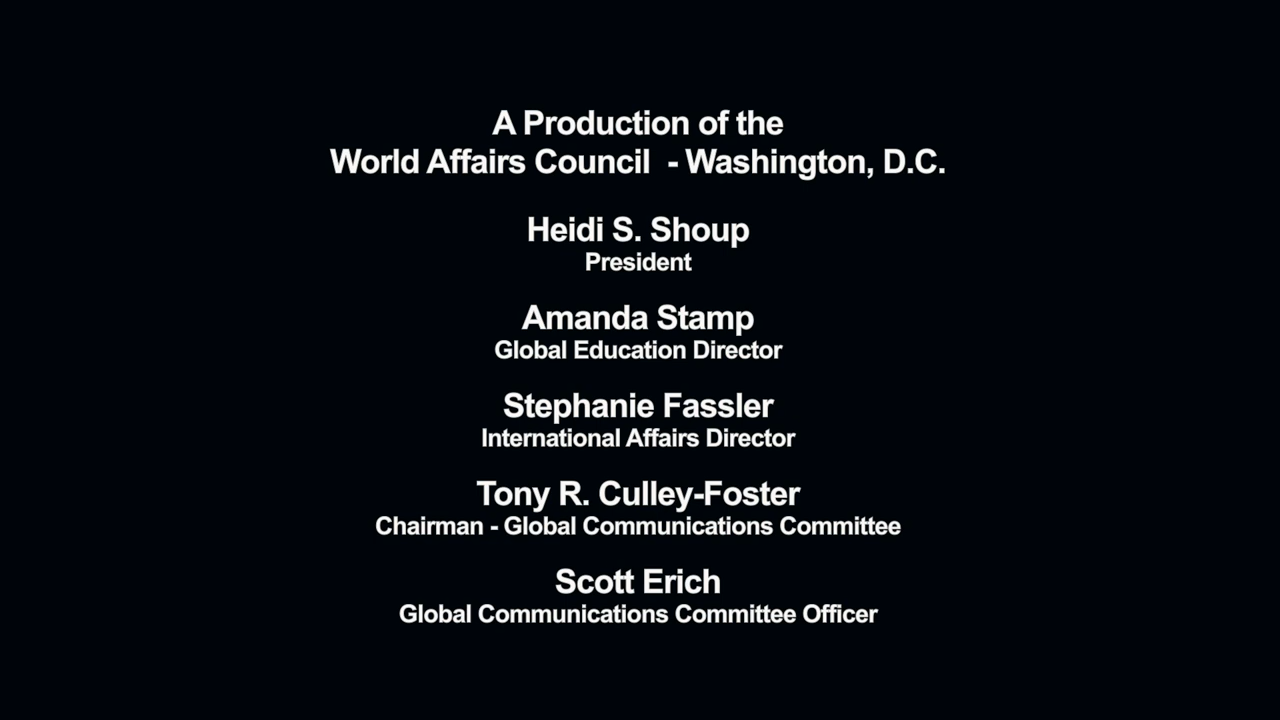 A Production of the
World Affairs Council - Washington, D.C.
Heidi S. Shoup
President
Amanda Stamp
Global Education Director
Stephanie Fassler
International Affairs Director
Tony R. Culley-Foster
Chairman - Global Communications Committee
Scott Erich
Global Communications Committee Officer